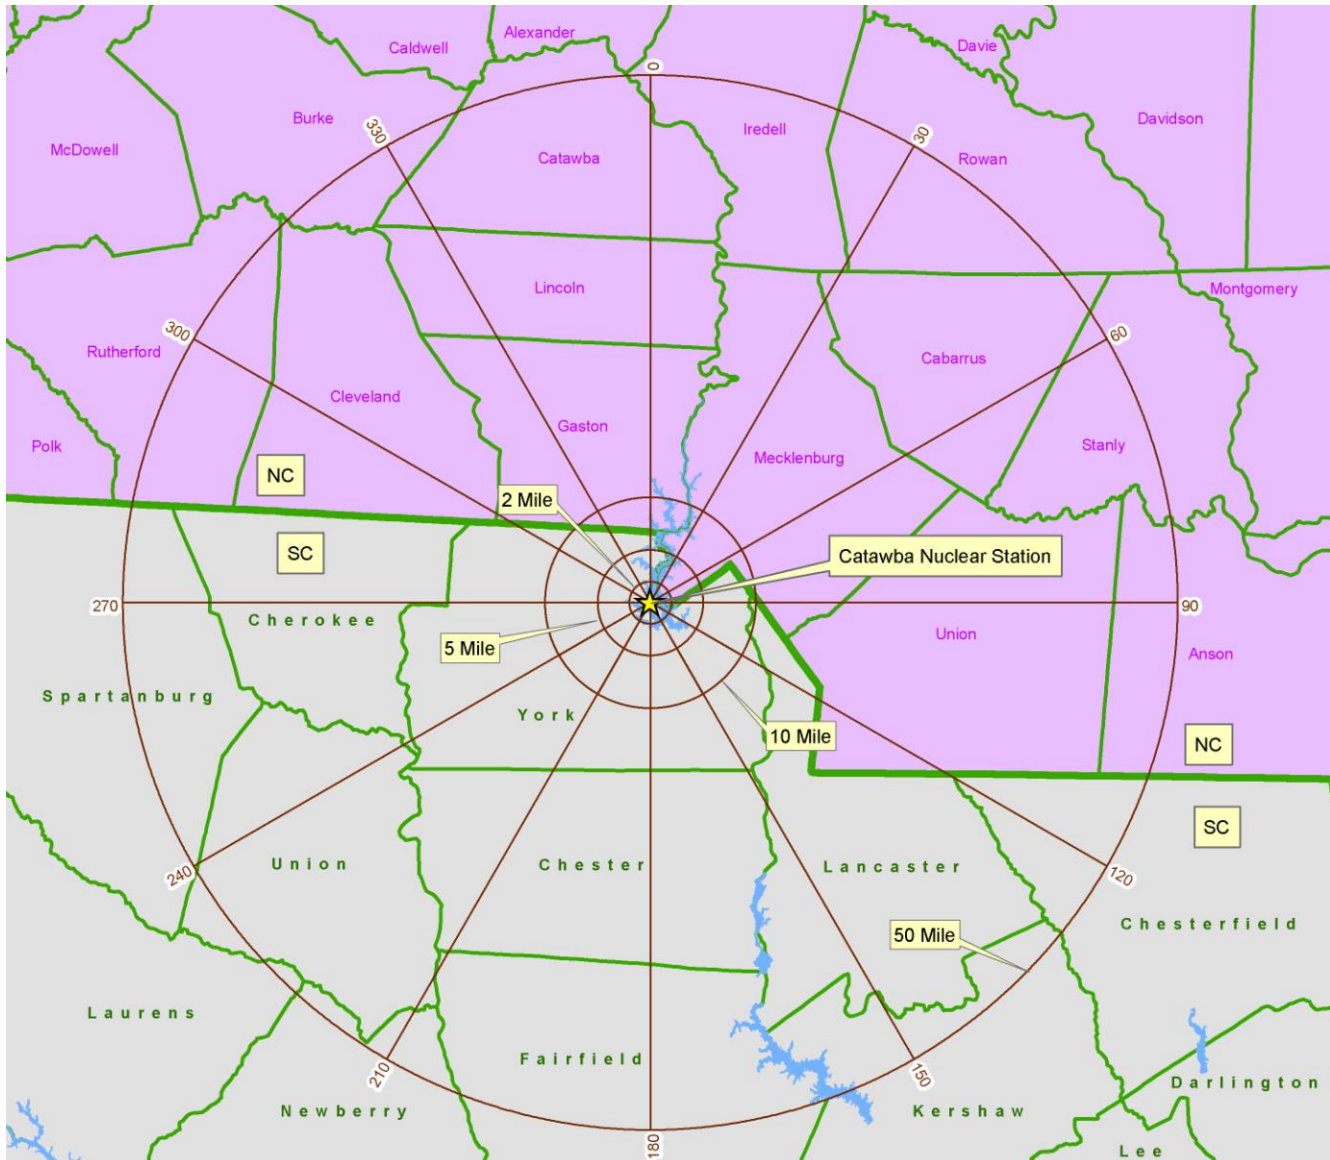 Alexander
Davie
Caldwell
0
Burke
Davidson
330
Iredell
30
McDowell
Catawba
Rowan
Lincoln
Montgomery
300
60
Rutherford
Cabarrus
Cleveland
Gaston
Polk
Stanly
Mecklenburg
NC
2 Mile
SC
Catawba Nuclear Station
270
90
Cherokee
Union
5 Mile
Anson
Spartanburg
York
10 Mile
NC
SC
Union
Chester
Lancaster
240
120
Chesterfield
50 Mile
Laurens
Fairfield
210
150
Darlington
Newberry
Kershaw
180
Lee